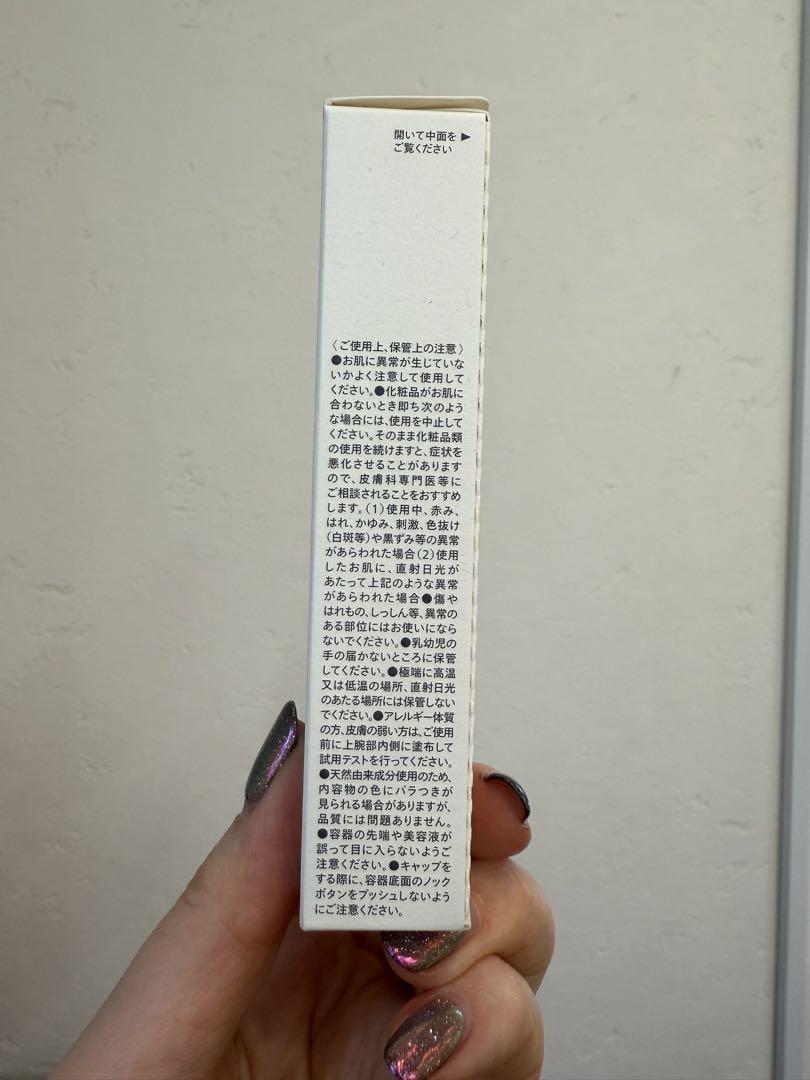 開いて中面を▶
ご覧ください
〈ご使用上、保管上の注意〉
●お肌に異常が生じていな
いかよく注意して使用して
ください。●化粧品がお肌に
合わないとき即ち次のよう
な場合には、使用を中止して
ください。そのまま化粧品類
の使用を続けますと、症状を
悪化させることがあります
ので、皮膚科専門医等に
ご相談されることをおすすめ
します。(1)使用中、赤み、
はれ、かゆみ、刺激、色抜け
(白斑等)や黒ずみ等の異常
があらわれた場合(2)使用
したお肌に、直射日光が
あたって上記のような異常
があらわれた場合●傷や
はれもの、しっしん等、異常の
ある部位にはお使いになら
ないでください。●乳幼児の
手の届かないところに保管
してください。●極端に高温
又は低温の場所、直射日光
のあたる場所には保管しない
でください。●アレルギー体質
の方、皮膚の弱い方は、ご使用
前に上腕部内側に塗布して
試用テストを行ってください。
●天然由来成分使用のため、
内容物の色にバラつきが
見られる場合がありますが、
品質には問題ありません。
●容器の先端や美容液が
誤って目に入らないようご
注意ください。●キャップを
する際に、容器底面のノック
ボタンをプッシュしないよう
にご注意ください。